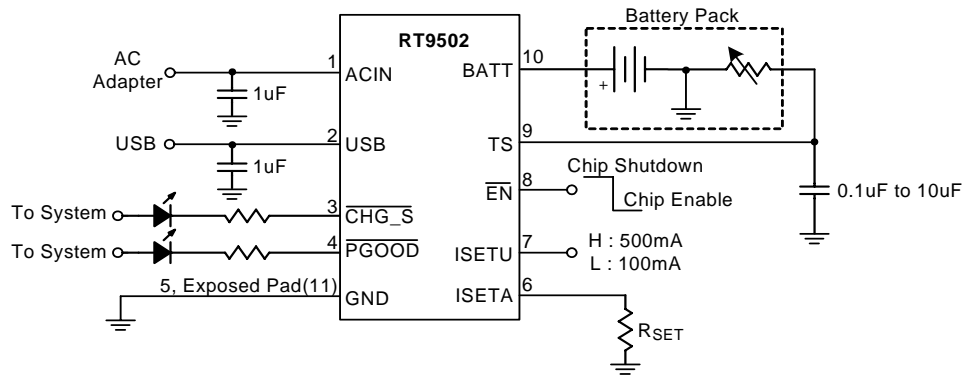 Battery Pack
RT9502
AC
Adapter
1
ACIN
BATT
10
+
1uF
USB
2
USB
TS
9
1uF
Chip Shutdown
8
EN
Chip Enable
0.1uF to 10uF
To System
3
CHG_S
To System
4
PGOOD
ISETU
7
H : 500mA
L : 100mA
5, Exposed Pad(11)
GND
ISETA
6
RSET